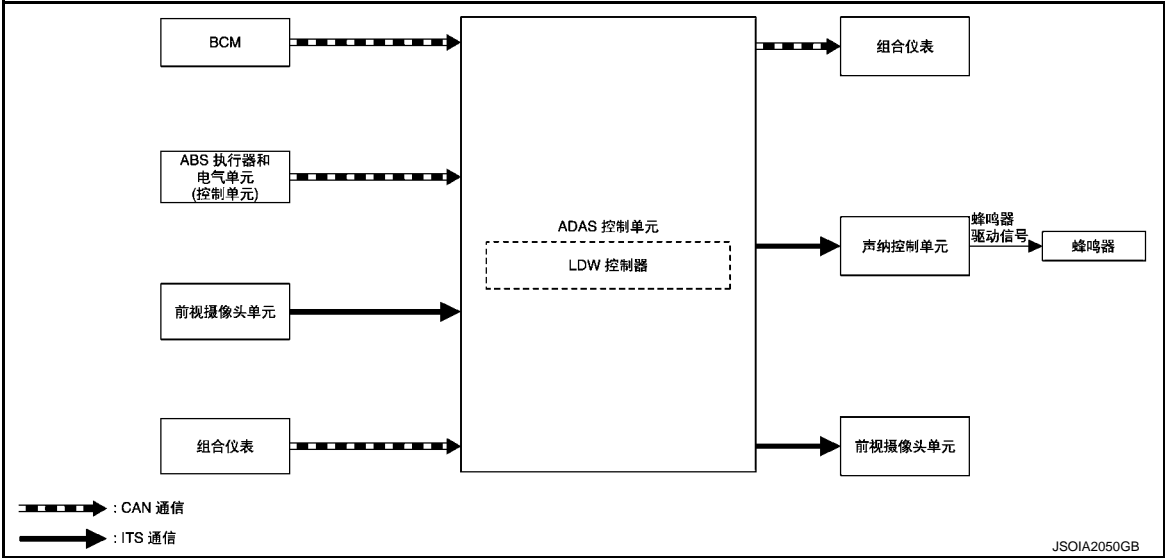 BCM
组合仪表
ABS 执行器和
电气单元
(控制单元)
ADAS 控制单元
LDW 控制器
声纳控制单元
蜂鸣器
驱动信号
蜂鸣器
前视摄像头单元
组合仪表
前视摄像头单元
: CAN 通信
: ITS 通信
JSOIA2050GB